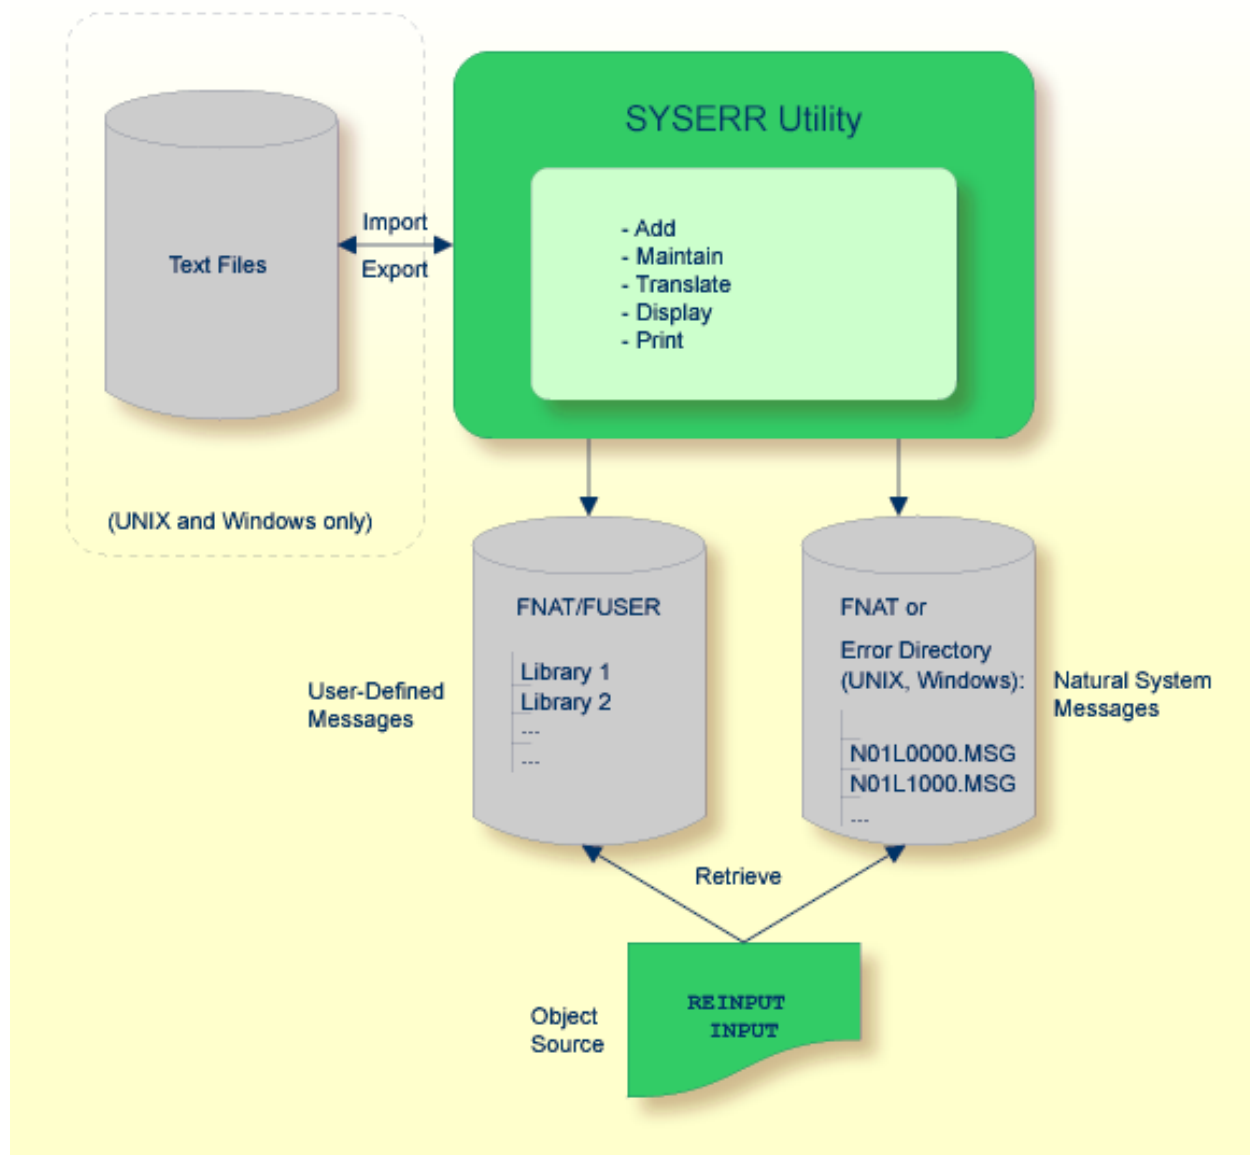 SYSERR Utility
- Add
- Maintain
- Translate
- Display
- Print
Import
Export
Text Files
(UNIX and Windows only)
FNAT/FUSER
Library 1
Library 2
...
...
User-Defined
Messages
FNAT or
Error Directory
(UNIX, Windows):
N01L0000.MSG
N01L1000.MSG
...
Natural System
Messages
Retrieve
REINPUT
INPUT
Object
Source